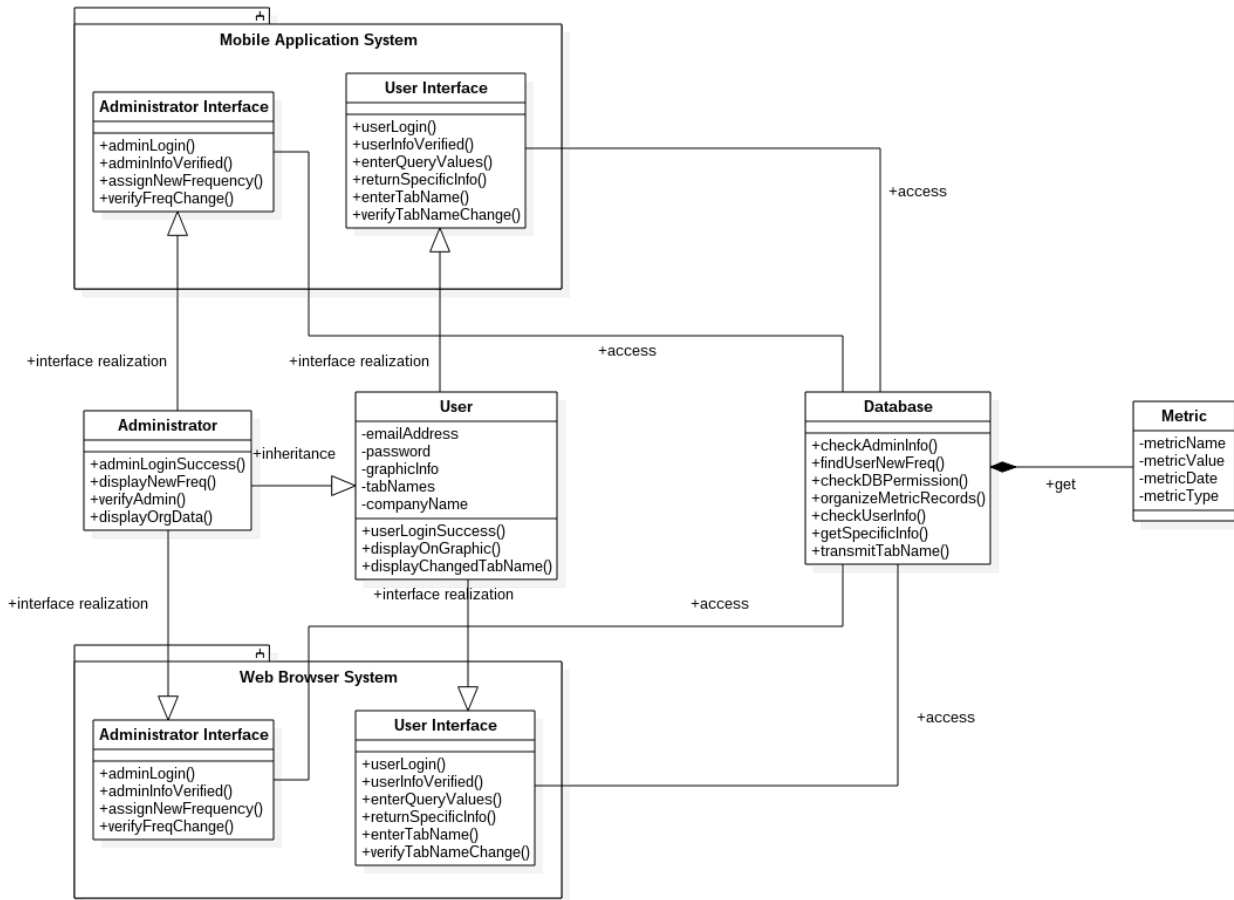 Mobile Application System
Administrator Interface
+adminLogin()
+adminInfoVerified()
+assignNewFrequency()
+verifyFreqChange()
User Interface
+userLogin()
+userInfoVerified()
+enterQueryValues()
+returnSpecificInfo()
+enterTabName()
+verifyTabNameChange()
+access
+interface realization
+interface realization
+access
Administrator
+adminLoginSuccess()
+displayNewFreq()
+verifyAdmin()
+displayOrgData()
+inheritance
User
-emailAddress
-password
-graphicInfo
-tabNames
-companyName
+userLoginSuccess()
+displayOnGraphic()
+displayChangedTabName()
Database
+checkAdminInfo()
+findUserNewFreq()
+checkDBPermission()
+organizeMetricRecords()
+checkUserInfo()
+getSpecificInfo()
+transmitTabName()
+get
Metric
-metricName
-metricValue
-metricDate
-metricType
+interface realization
+interface realization
+access
Web Browser System
Administrator Interface
+adminLogin()
+adminInfoVerified()
+assignNewFrequency()
+verifyFreqChange()
User Interface
+userLogin()
+userInfoVerified()
+enterQueryValues()
+returnSpecificInfo()
+enterTabName()
+verifyTabNameChange()
+access